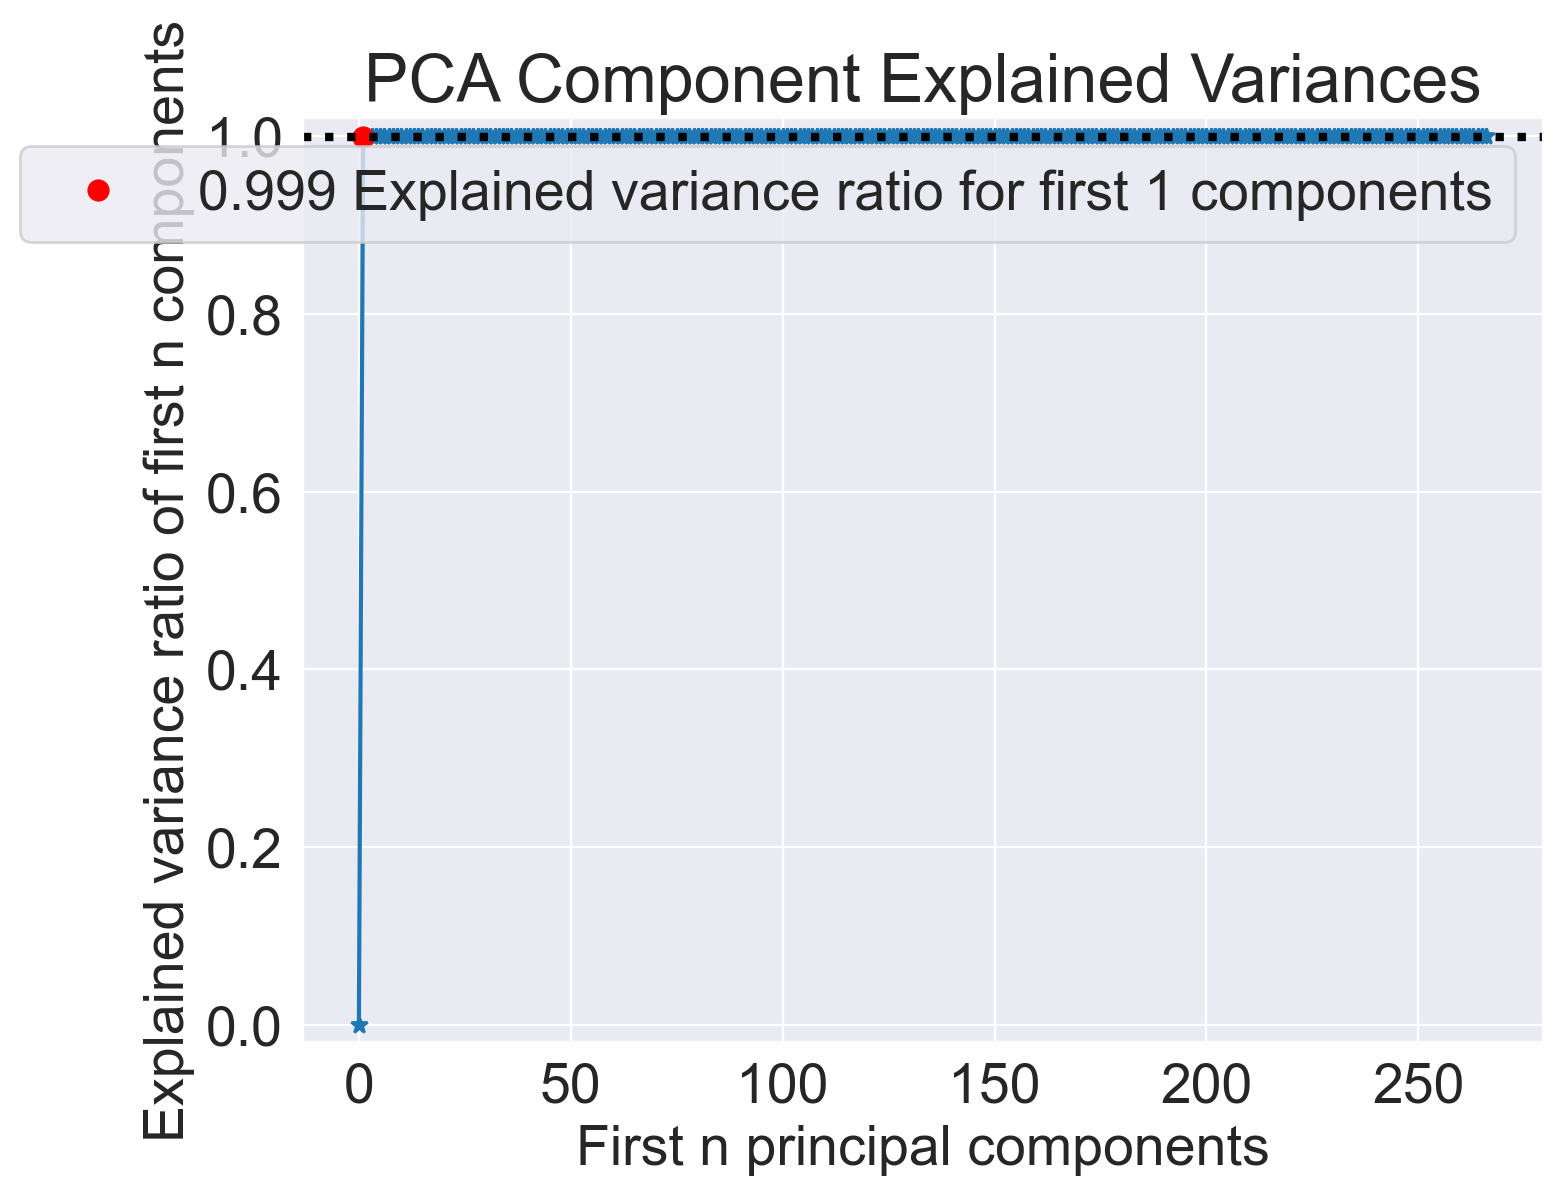 PCA Component Explained Variances
Explained variance ratio of first n components
1.0
0.999 Explained variance ratio for first 1 components
0.8
0.6
0.4
0.2
0.0
0 50 100 150 200 250
First n principal components